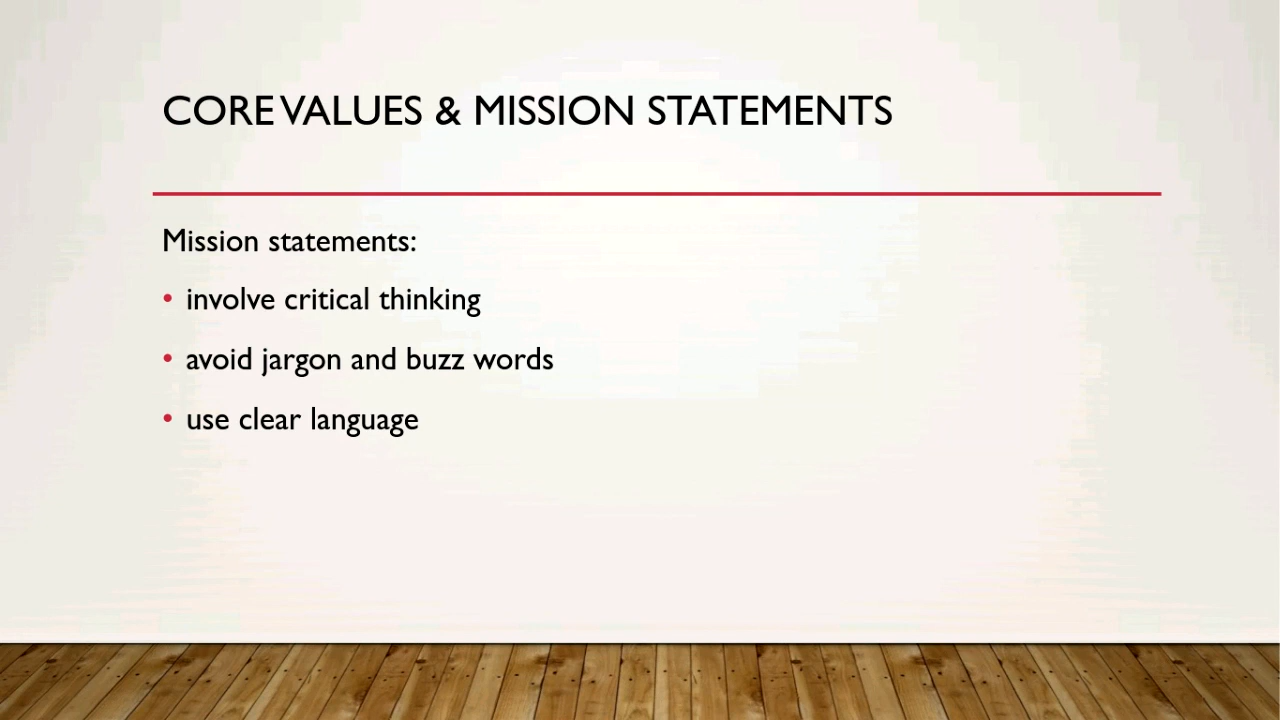 CORE VALUES & MISSION STATEMENTS
Mission statements:
• involve critical thinking
• avoid jargon and buzz words
• use clear language